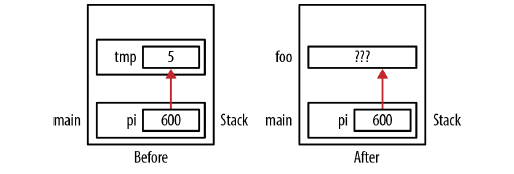 tmp 5 foo ???
main pi 600 Stack main pi 600 Stack
Before After